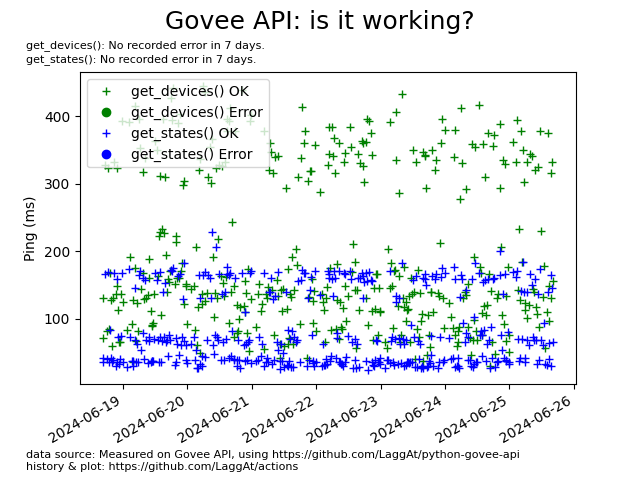 Govee API: is it working?
get_devices(): No recorded error in 7 days.
get_states(): No recorded error in 7 days.
get_devices() OK
get_devices() Error
get_states() OK
get_states() Error
Ping (ms)
400
300
200
100
2024-06-19
2024-06-20
2024-06-21
2024-06-22
2024-06-23
2024-06-24
2024-06-25
2024-06-26
data source: Measured on Govee API, using https://github.com/LaggAt/python-govee-api
history & plot: https://github.com/LaggAt/actions